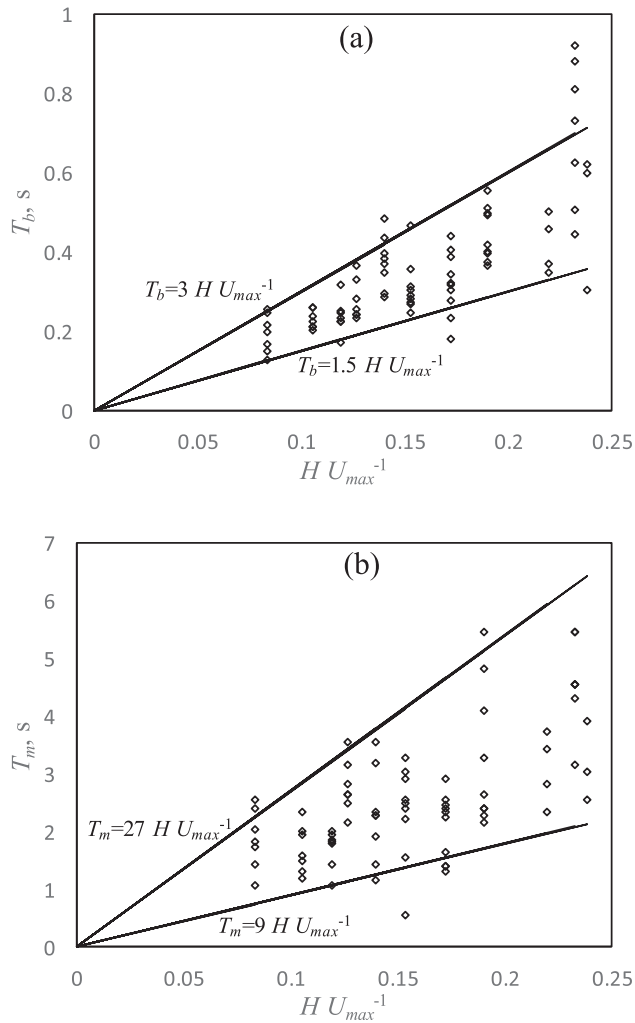 (a)
1
0.8
0.6
0.4
0.2
0
T_b, s
T_b=3 H U_max^-1
T_b=1.5 H U_max^-1
0 0.05 0.1 0.15 0.2 0.25
H U_max^-1
(b)
7
6
5
4
3
2
1
0
T_m, s
T_m=27 H U_max^-1
T_m=9 H U_max^-1
0 0.05 0.1 0.15 0.2 0.25
H U_max^-1